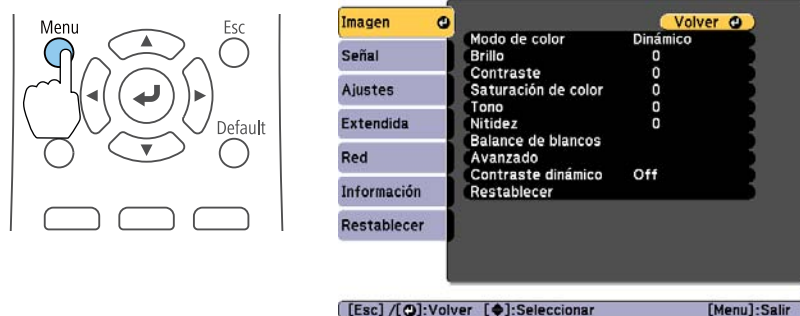 Menu
Esc
Default
Imagen
Señal
Ajustes
Extendida
Red
Información
Restablecer
Volver
Modo de color Dinámico
Brillo 0
Contraste 0
Saturación de color 0
Tono 0
Nitidez 0
Balance de blancos
Avanzado
Contraste dinámico Off
Restablecer
[Esc] /[ ]:Volver [ ]:Seleccionar [Menu]:Salir